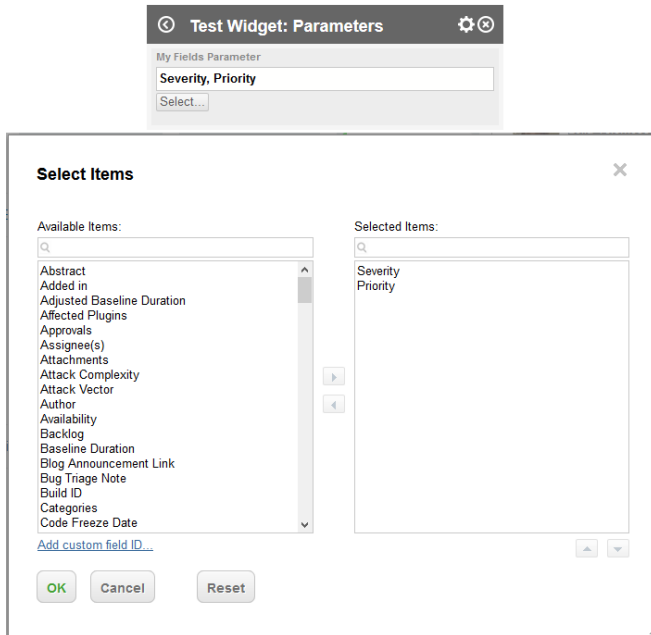 Test Widget: Parameters
My Fields Parameter
Severity, Priority
Select...
Select Items
Available Items:
Abstract
Added in
Adjusted Baseline Duration
Affected Plugins
Approvals
Assignee(s)
Attachments
Attack Complexity
Attack Vector
Author
Availability
Backlog
Baseline Duration
Blog Announcement Link
Bug Triage Note
Build ID
Categories
Code Freeze Date
Add custom field ID...
Selected Items:
Severity
Priority
OK
Cancel
Reset